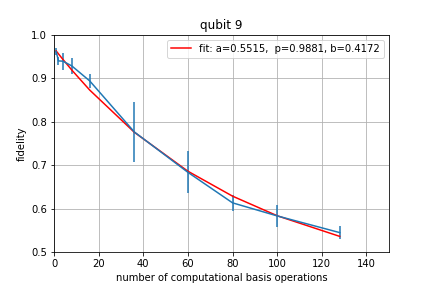 qubit 9
fit: a=0.5515,  p=0.9881, b=0.4172
fidelity
1.0
0.9
0.8
0.7
0.6
0.5
0 20 40 60 80 100 120 140
number of computational basis operations